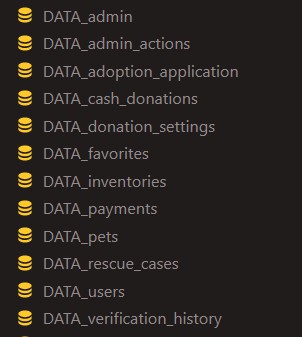 DATA_admin
DATA_admin_actions
DATA_adoption_application
DATA_cash_donations
DATA_donation_settings
DATA_favorites
DATA_inventories
DATA_payments
DATA_pets
DATA_rescue_cases
DATA_users
DATA_verification_history